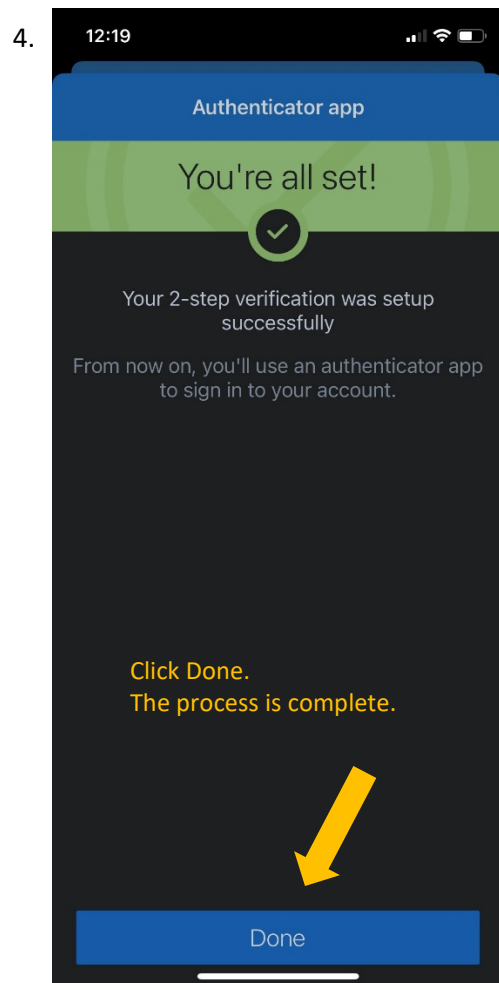 4.
12:19
Authenticator app
You're all set!
Your 2-step verification was setup
successfully
From now on, you'll use an authenticator app
to sign in to your account.
Click Done.
The process is complete.
Done